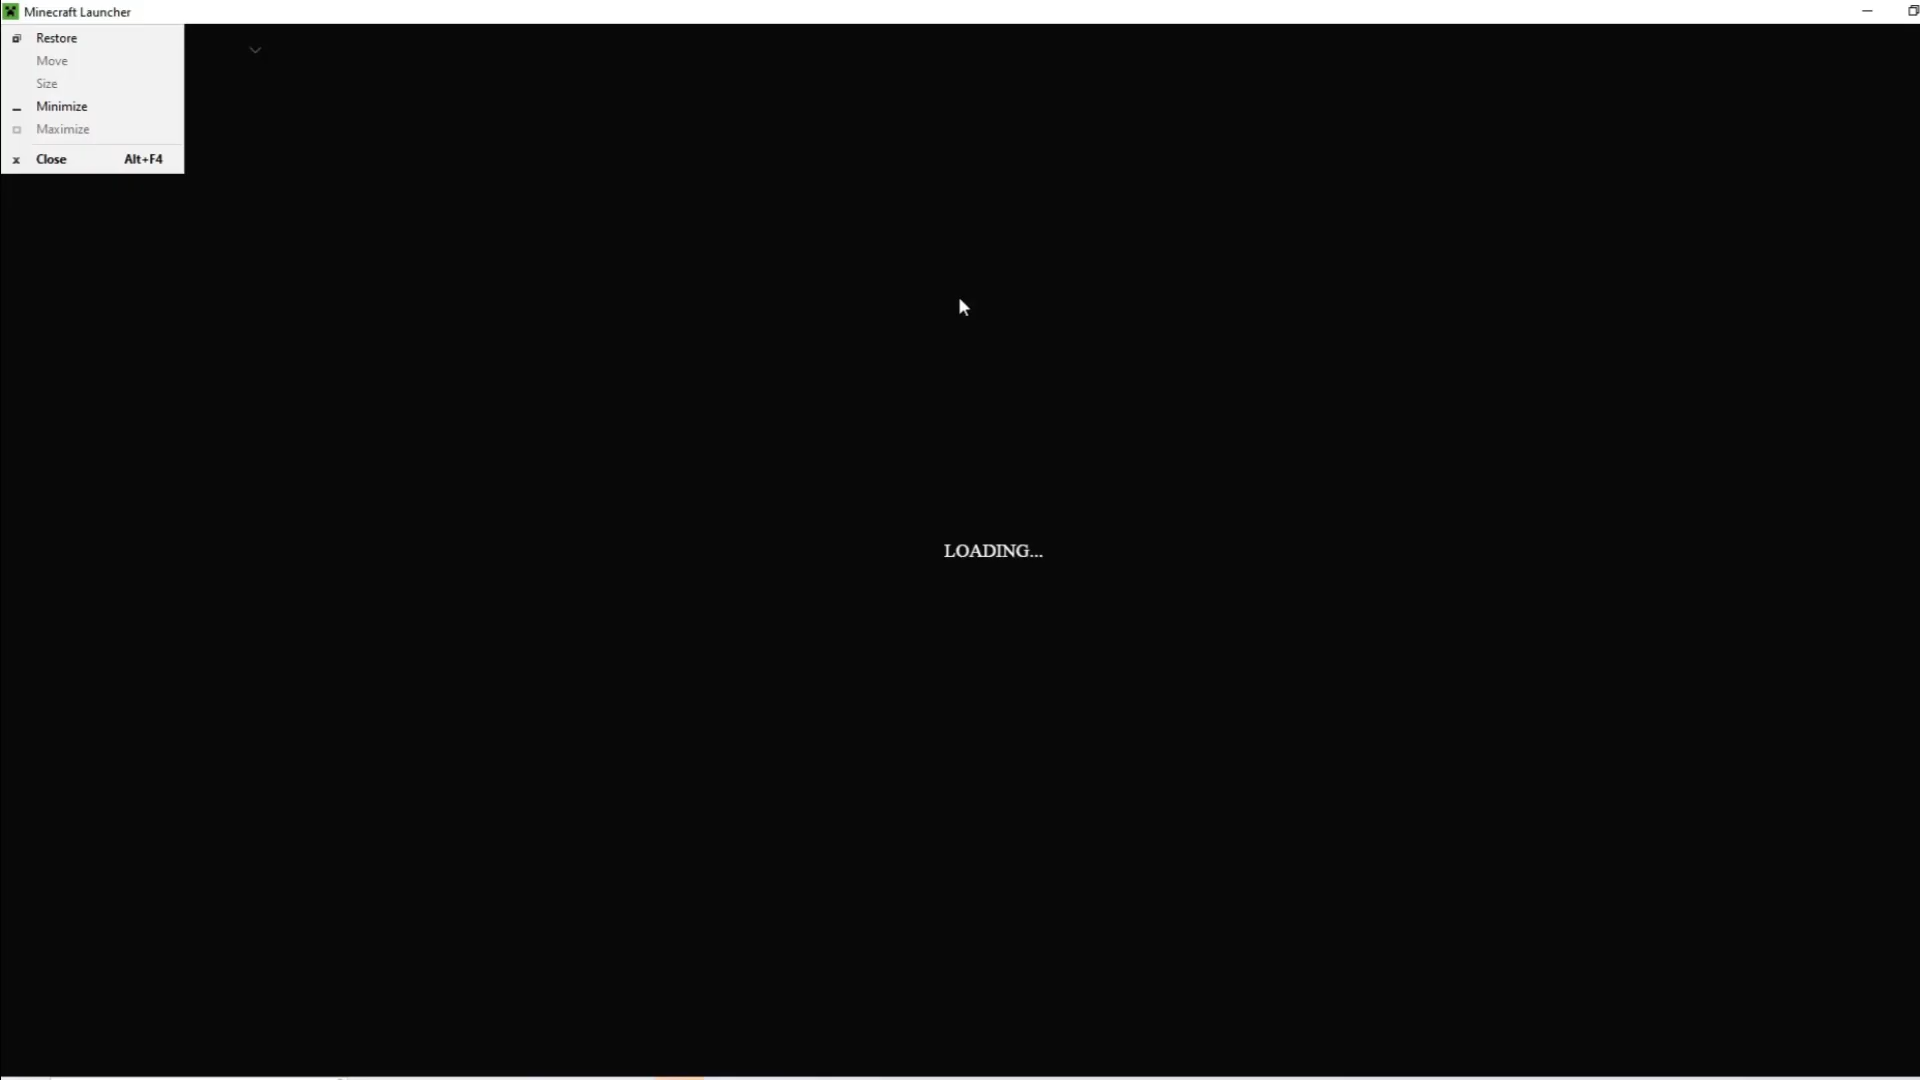 Minecraft Launcher
Restore
Move
Size
Minimize
Maximize
Close Alt+F4
LOADING...